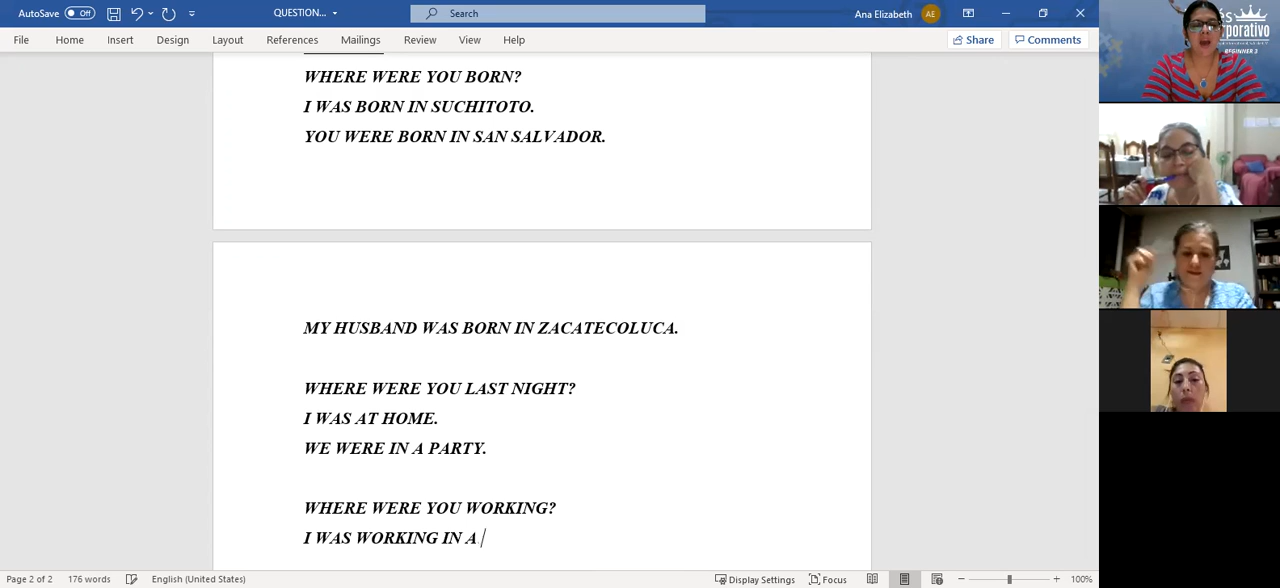 AutoSave Off QUESTION... Search Ana Elizabeth AE
File Home Insert Design Layout References Mailings Review View Help Share Comments
WHERE WERE YOU BORN?
I WAS BORN IN SUCHITOTO.
YOU WERE BORN IN SAN SALVADOR.
MY HUSBAND WAS BORN IN ZACATECOLUCA.
WHERE WERE YOU LAST NIGHT?
I WAS AT HOME.
WE WERE IN A PARTY.
WHERE WERE YOU WORKING?
I WAS WORKING IN A
Page 2 of 2 176 words English (United States) Display Settings Focus 100%
BEGINNER 3